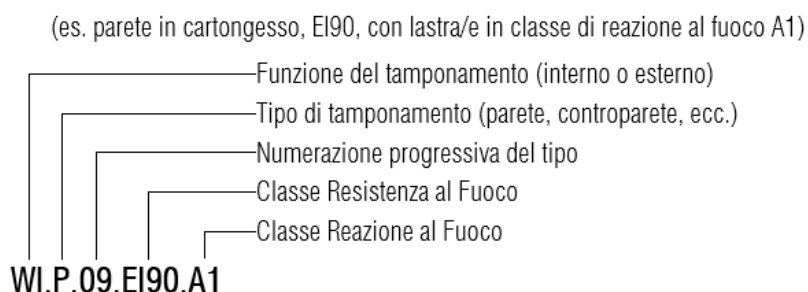 (es. parete in cartongesso, EI90, con lastra/e in classe di reazione al fuoco A1)
Funzione del tamponamento (interno o esterno)
Tipo di tamponamento (parete, controparete, ecc.)
Numerazione progressiva del tipo
Classe Resistenza al Fuoco
Classe Reazione al Fuoco
WI.P.09.EI90.A1